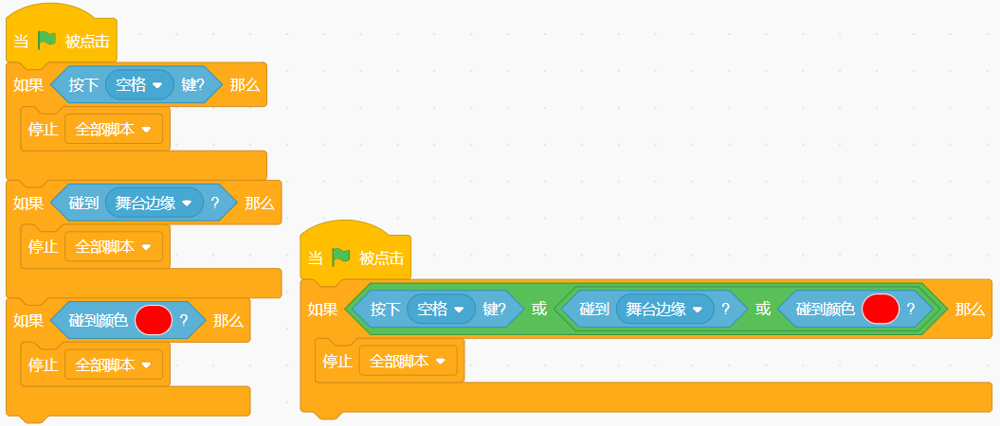 当 被点击
如果 按下 空格 键? 那么
停止 全部脚本
如果 碰到 舞台边缘 ? 那么
停止 全部脚本
如果 碰到颜色 ? 那么
停止 全部脚本
当 被点击
如果 按下 空格 键? 或 碰到 舞台边缘 ? 或 碰到颜色 ? 那么
停止 全部脚本